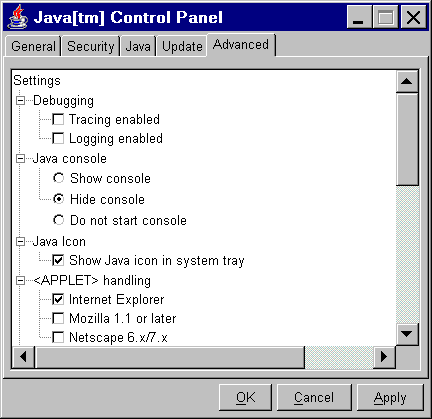 Java[tm] Control Panel
General Security Java Update Advanced
Settings
Debugging
Tracing enabled
Logging enabled
Java console
Show console
Hide console
Do not start console
Java Icon
Show Java icon in system tray
<APPLET> handling
Internet Explorer
Mozilla 1.1 or later
Netscape 6.x/7.x
OK Cancel Apply